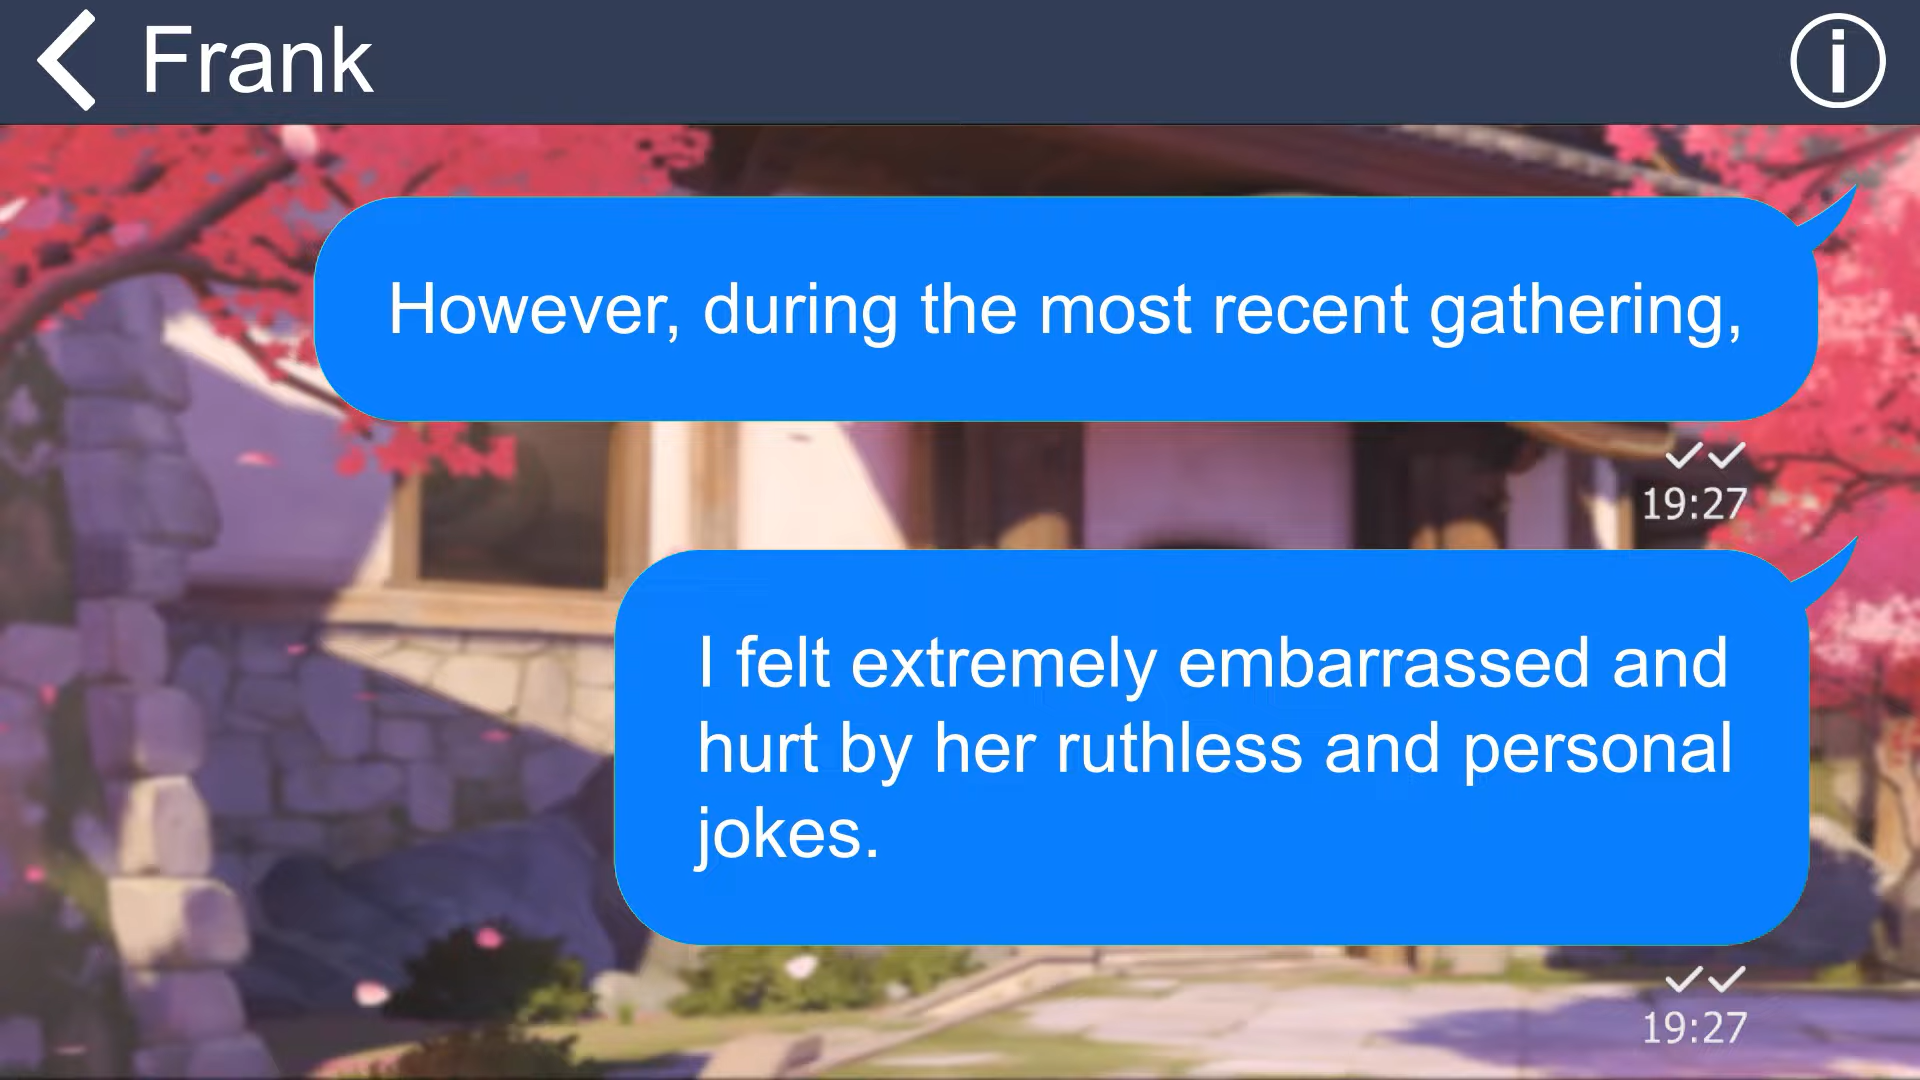 Frank
However, during the most recent gathering,
19:27
I felt extremely embarrassed and
hurt by her ruthless and personal
jokes.
19:27